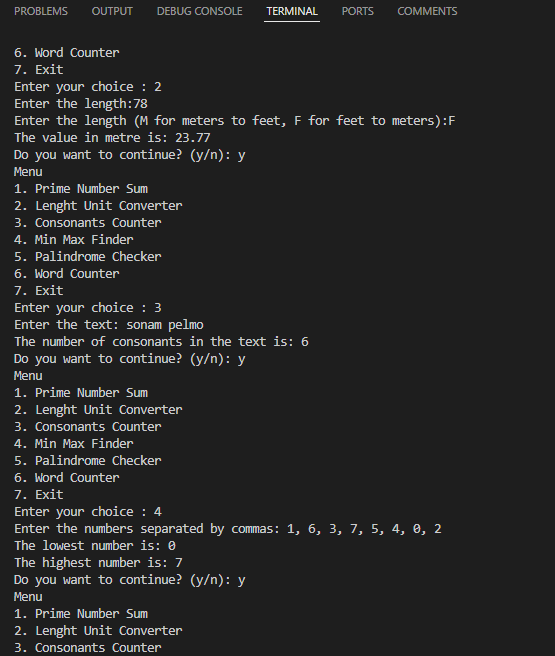 PROBLEMS OUTPUT DEBUG CONSOLE TERMINAL PORTS COMMENTS
6. Word Counter
7. Exit
Enter your choice : 2
Enter the length:78
Enter the length (M for meters to feet, F for feet to meters):F
The value in metre is: 23.77
Do you want to continue? (y/n): y
Menu
1. Prime Number Sum
2. Lenght Unit Converter
3. Consonants Counter
4. Min Max Finder
5. Palindrome Checker
6. Word Counter
7. Exit
Enter your choice : 3
Enter the text: sonam pelmo
The number of consonants in the text is: 6
Do you want to continue? (y/n): y
Menu
1. Prime Number Sum
2. Lenght Unit Converter
3. Consonants Counter
4. Min Max Finder
5. Palindrome Checker
6. Word Counter
7. Exit
Enter your choice : 4
Enter the numbers separated by commas: 1, 6, 3, 7, 5, 4, 0, 2
The lowest number is: 0
The highest number is: 7
Do you want to continue? (y/n): y
Menu
1. Prime Number Sum
2. Lenght Unit Converter
3. Consonants Counter